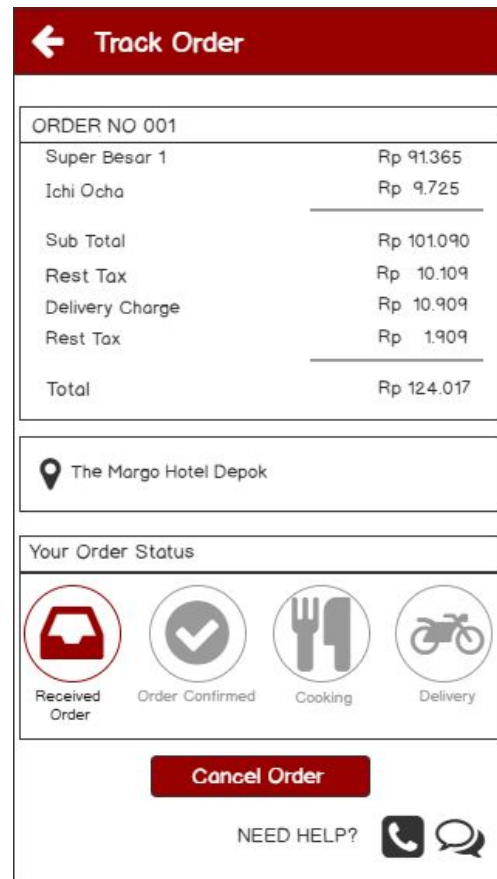 Track Order
ORDER NO 001
Super Besar 1 Rp 91.365
Ichi Ocha Rp 9.725
Sub Total Rp 101.090
Rest Tax Rp 10.109
Delivery Charge Rp 10.909
Rest Tax Rp 1.909
Total Rp 124.017
The Margo Hotel Depok
Your Order Status
Received Order Order Confirmed Cooking Delivery
Cancel Order
NEED HELP?